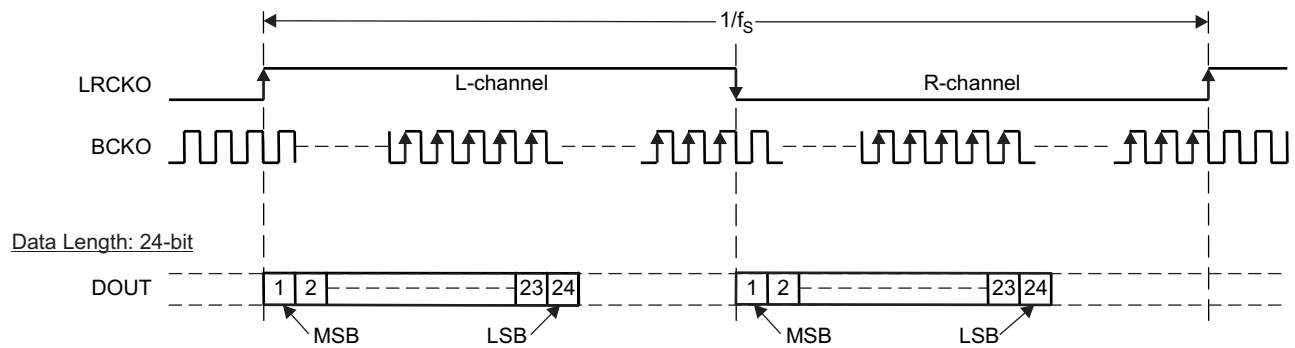 1/fS
LRCKO
L-channel
R-channel
BCKO
Data Length: 24-bit
DOUT
1 2 23 24
1 2 23 24
MSB
LSB
MSB
LSB